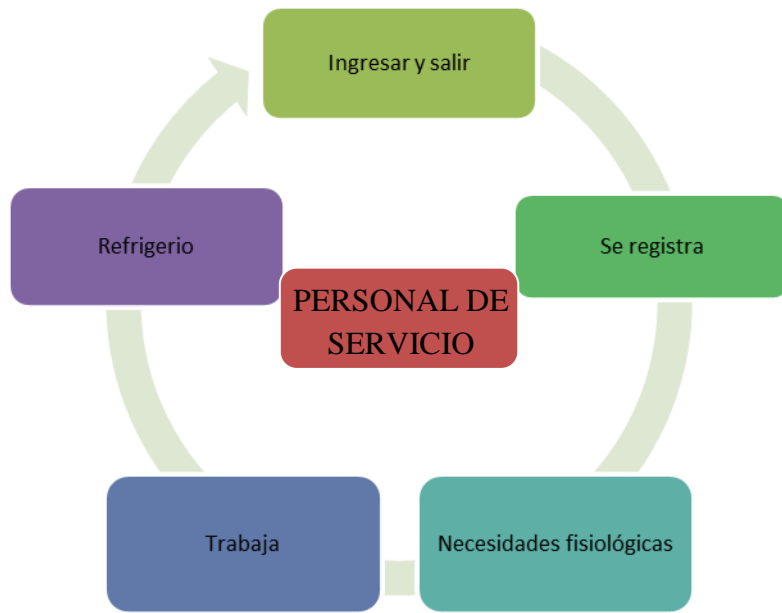 Ingresar y salir
Se registra
Necesidades fisiológicas
Trabaja
Refrigerio
PERSONAL DE
SERVICIO